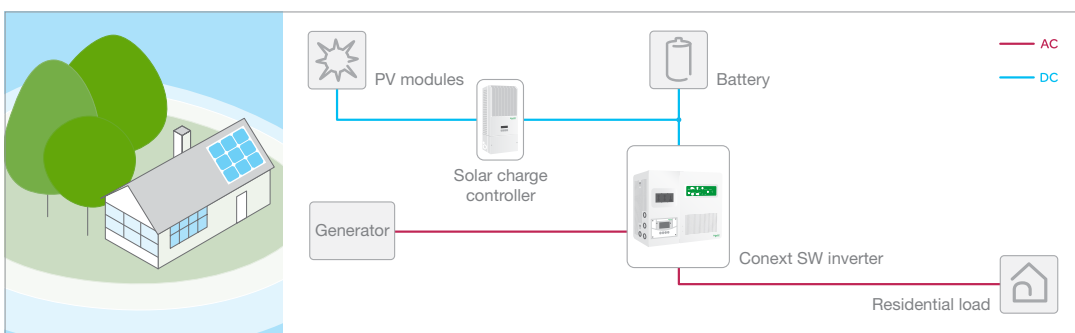 AC
PV modules
Battery
DC
Solar charge
controller
Generator
Conext SW inverter
Residential load